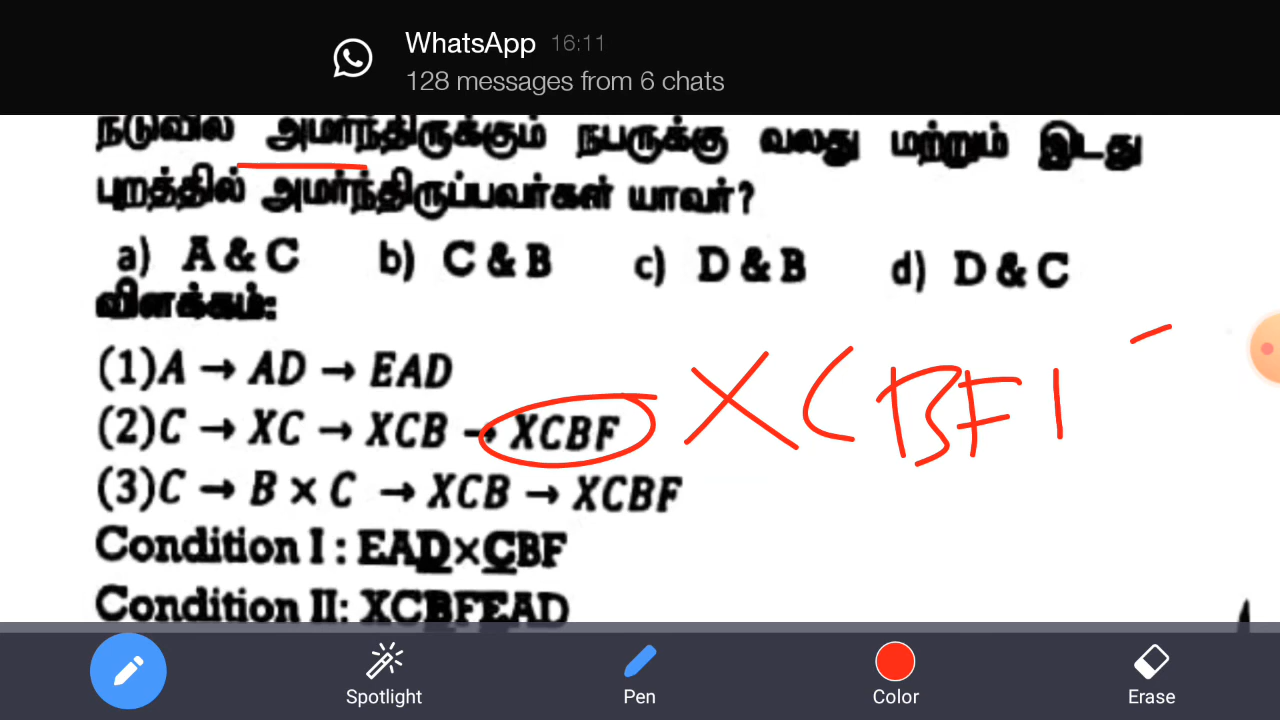 WhatsApp 16:11
128 messages from 6 chats
நடுவில் அமர்ந்திருக்கும் நபருக்கு வலது மற்றும் இடது
புறத்தில் அமர்ந்திருப்பவர்கள் யாவர்?
a) A & C b) C & B c) D & B d) D & C
விளக்கம்:
(1)A → AD → EAD
(2)C → XC → XCB → XCBF XCBF
(3)C → B × C → XCB → XCBF
Condition I : EAD×CBF
Condition II: XCBFEAD
Spotlight Pen Color Erase